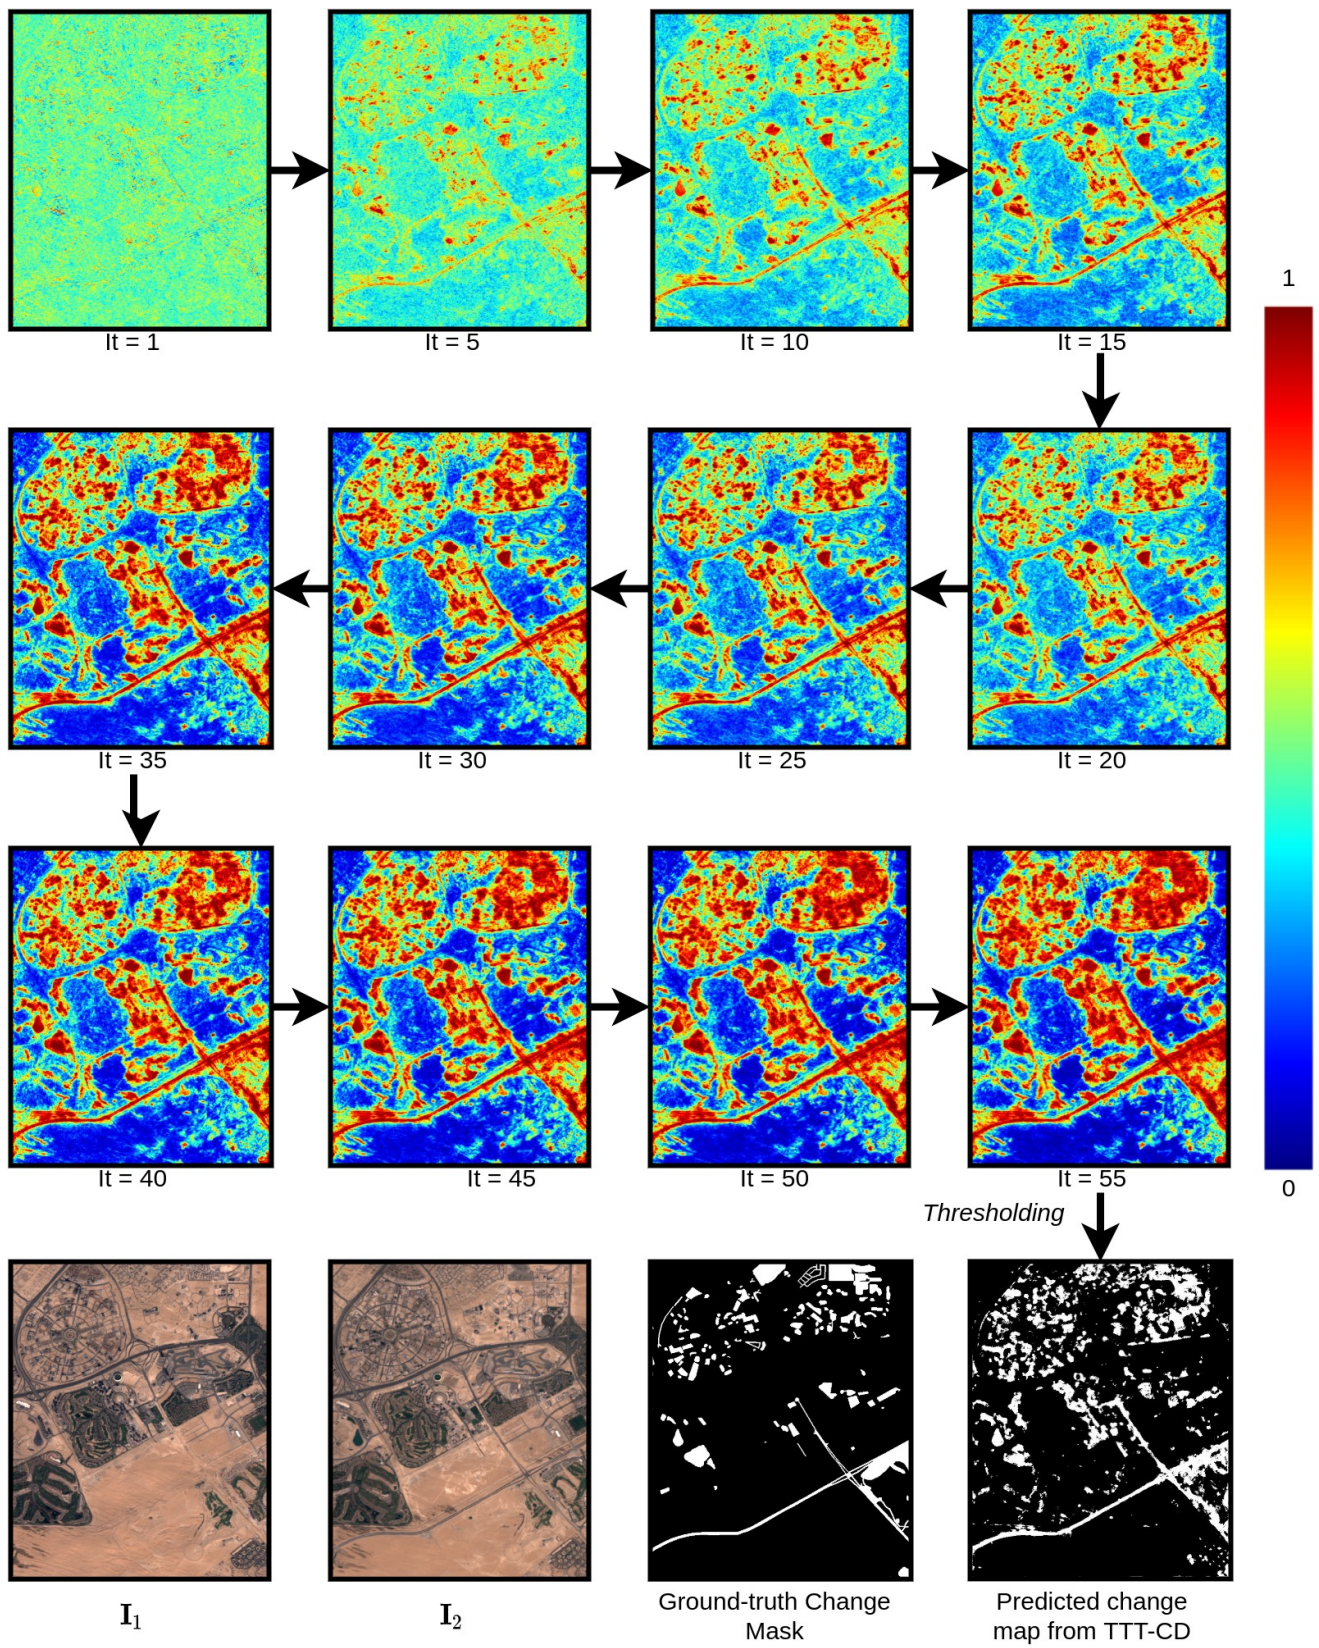 It = 1
It = 5
It = 10
It = 15
1
It = 35
It = 30
It = 25
It = 20
It = 40
It = 45
It = 50
It = 55
0
Thresholding
I₁
I₂
Ground-truth Change
Mask
Predicted change
map from TTT-CD